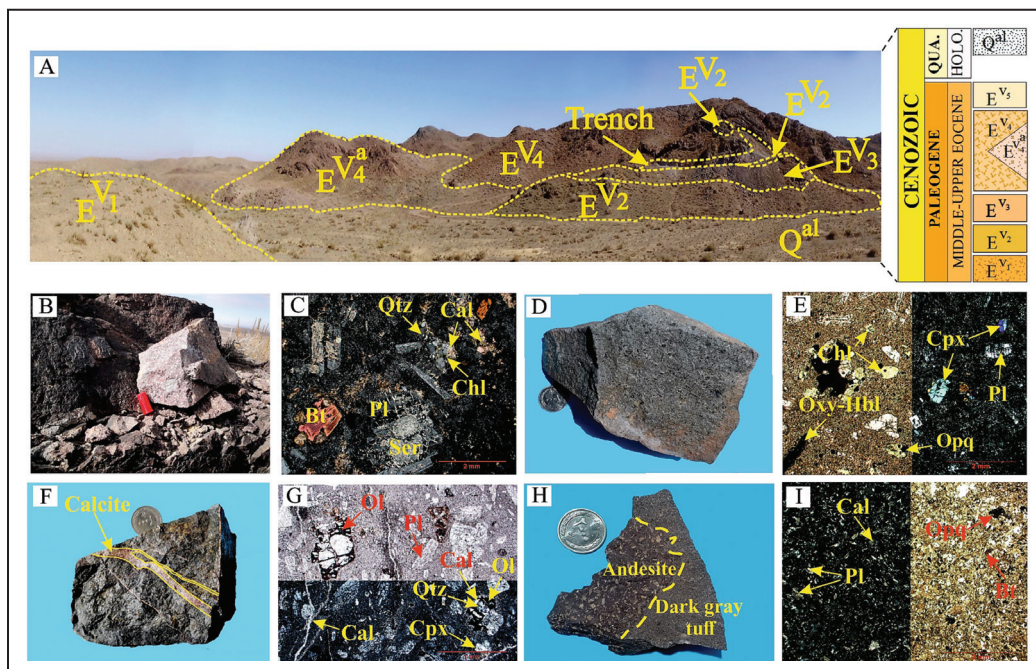 A
E V2
E V2
Trench
E V3
E V4
E V4 a
E V2
E V1
Q al
CENOZOIC
QUA.
HOLO.
Q al
PALEOGENE
MIDDLE-UPPER EOCENE
E V5
E V4
E V4 a
E V3
E V2
E V1
B
C
Qtz
Cal
Chl
Bt
Pl
Ser
2 mm
D
E
Cpx
Chl
Pl
Oxy-Hbl
Opq
2 mm
F
Calcite
G
Ol
Pl
Cal
Ol
Qtz
Cal
Cpx
H
Andesite
Dark gray
tuff
I
Cal
Opq
Pl
Bt